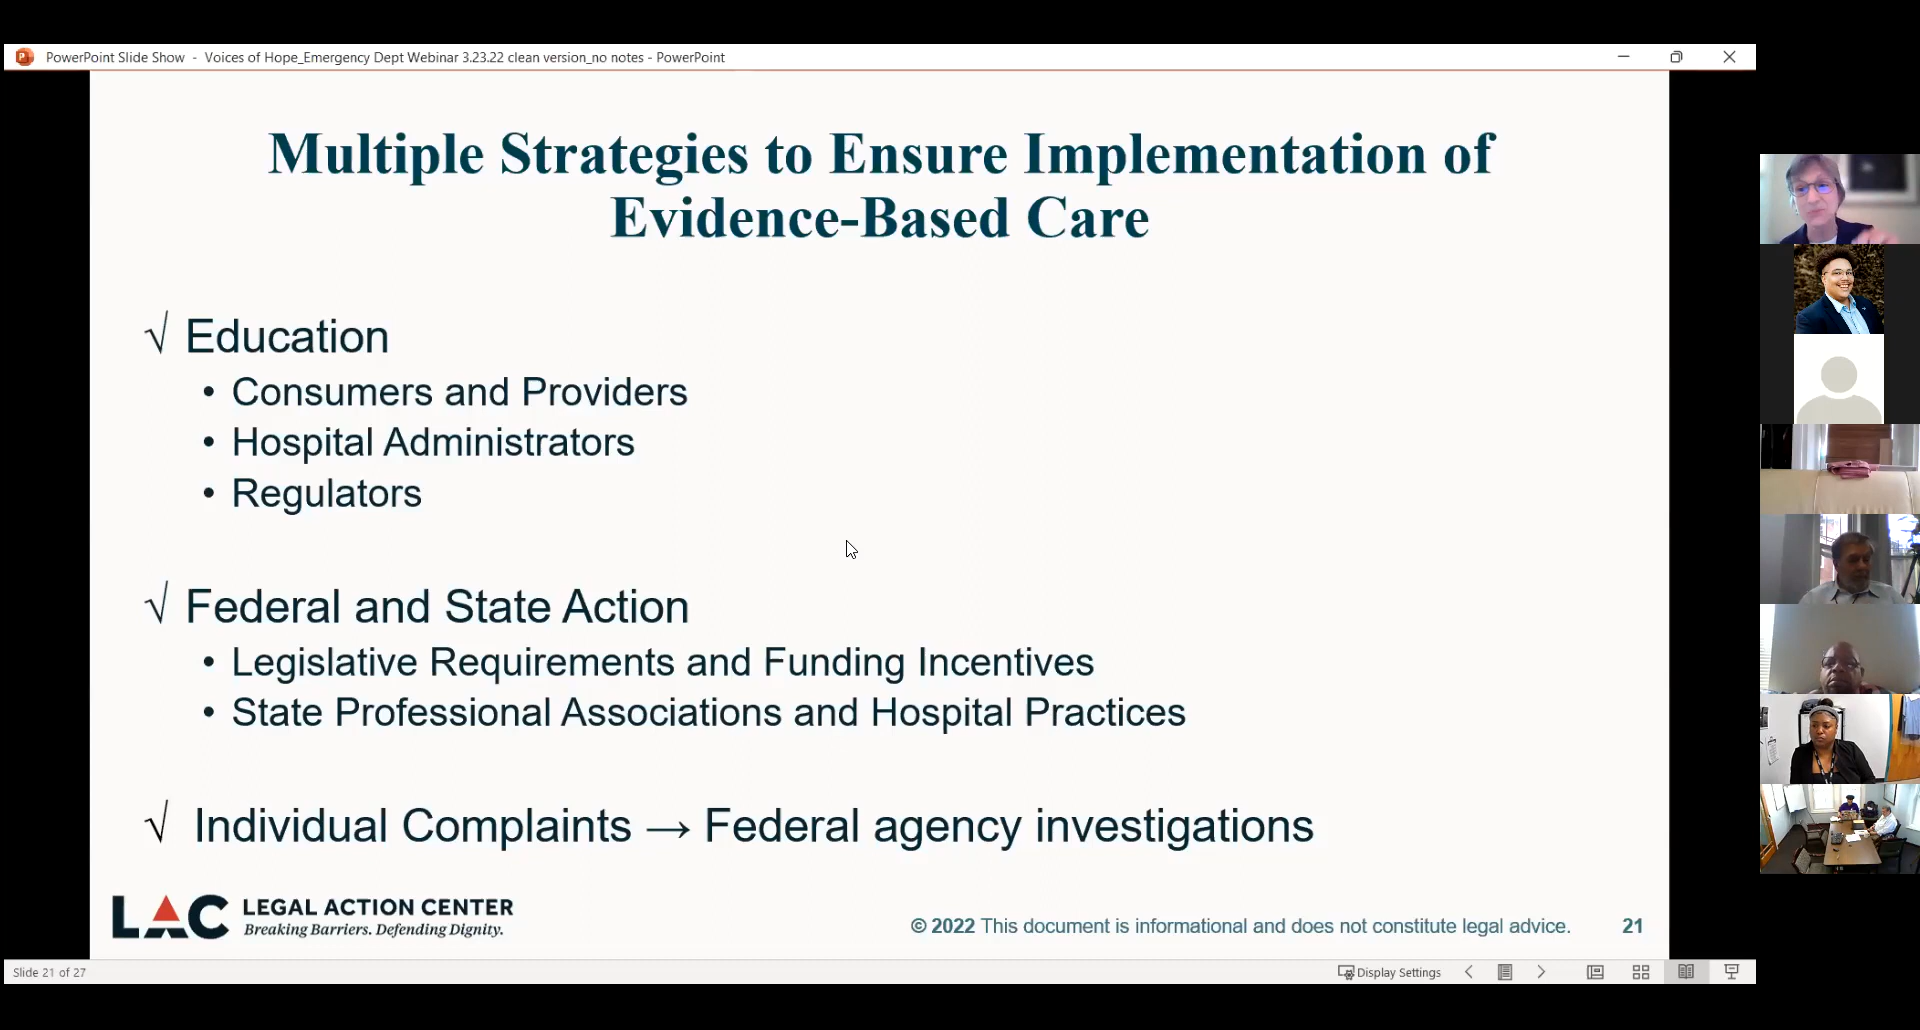 PowerPoint Slide Show - Voices of Hope_Emergency Dept Webinar 3.23.22 clean version_no notes - PowerPoint
Multiple Strategies to Ensure Implementation of
Evidence-Based Care
√ Education
• Consumers and Providers
• Hospital Administrators
• Regulators
√ Federal and State Action
• Legislative Requirements and Funding Incentives
• State Professional Associations and Hospital Practices
√ Individual Complaints → Federal agency investigations
LAC LEGAL ACTION CENTER
Breaking Barriers. Defending Dignity.
© 2022 This document is informational and does not constitute legal advice. 21
Slide 21 of 27
Display Settings